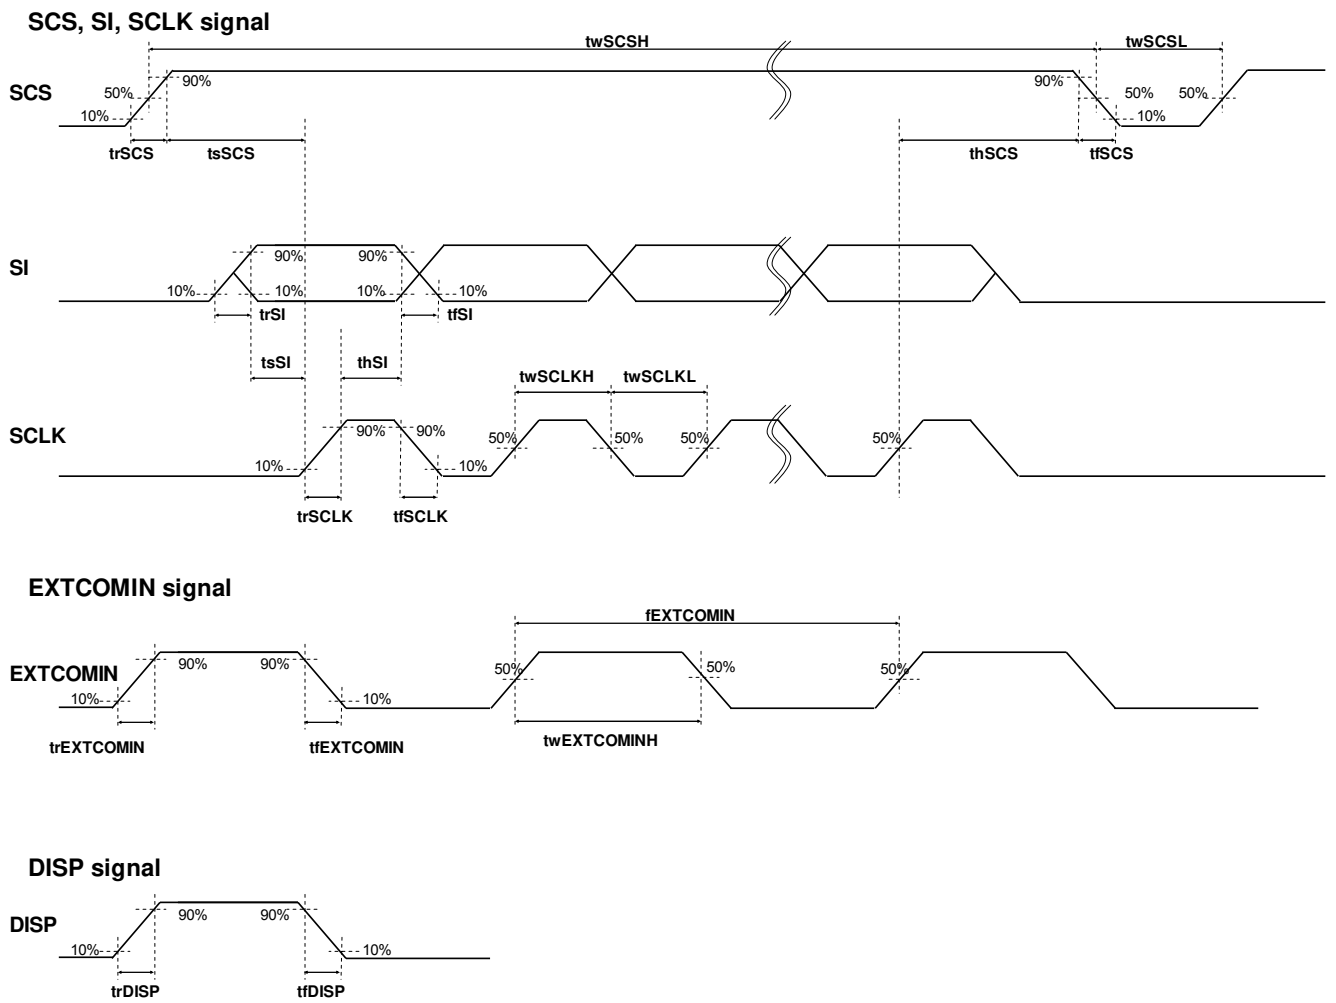 SCS, SI, SCLK signal
twSCSH
twSCSL
SCS
90%
90%
50%
50%
50%
10%
10%
trSCS
tsSCS
thSCS
tfSCS
SI
90%
90%
10%
10%
10%
10%
trSI
tfSI
tsSI
thSI
twSCLKH
twSCLKL
SCLK
90%
90%
50%
50%
50%
50%
10%
10%
trSCLK
tfSCLK
EXTCOMIN signal
fEXTCOMIN
EXTCOMIN
90%
90%
50%
50%
50%
10%
10%
trEXTCOMIN
tfEXTCOMIN
twEXTCOMINH
DISP signal
DISP
90%
90%
10%
10%
trDISP
tfDISP